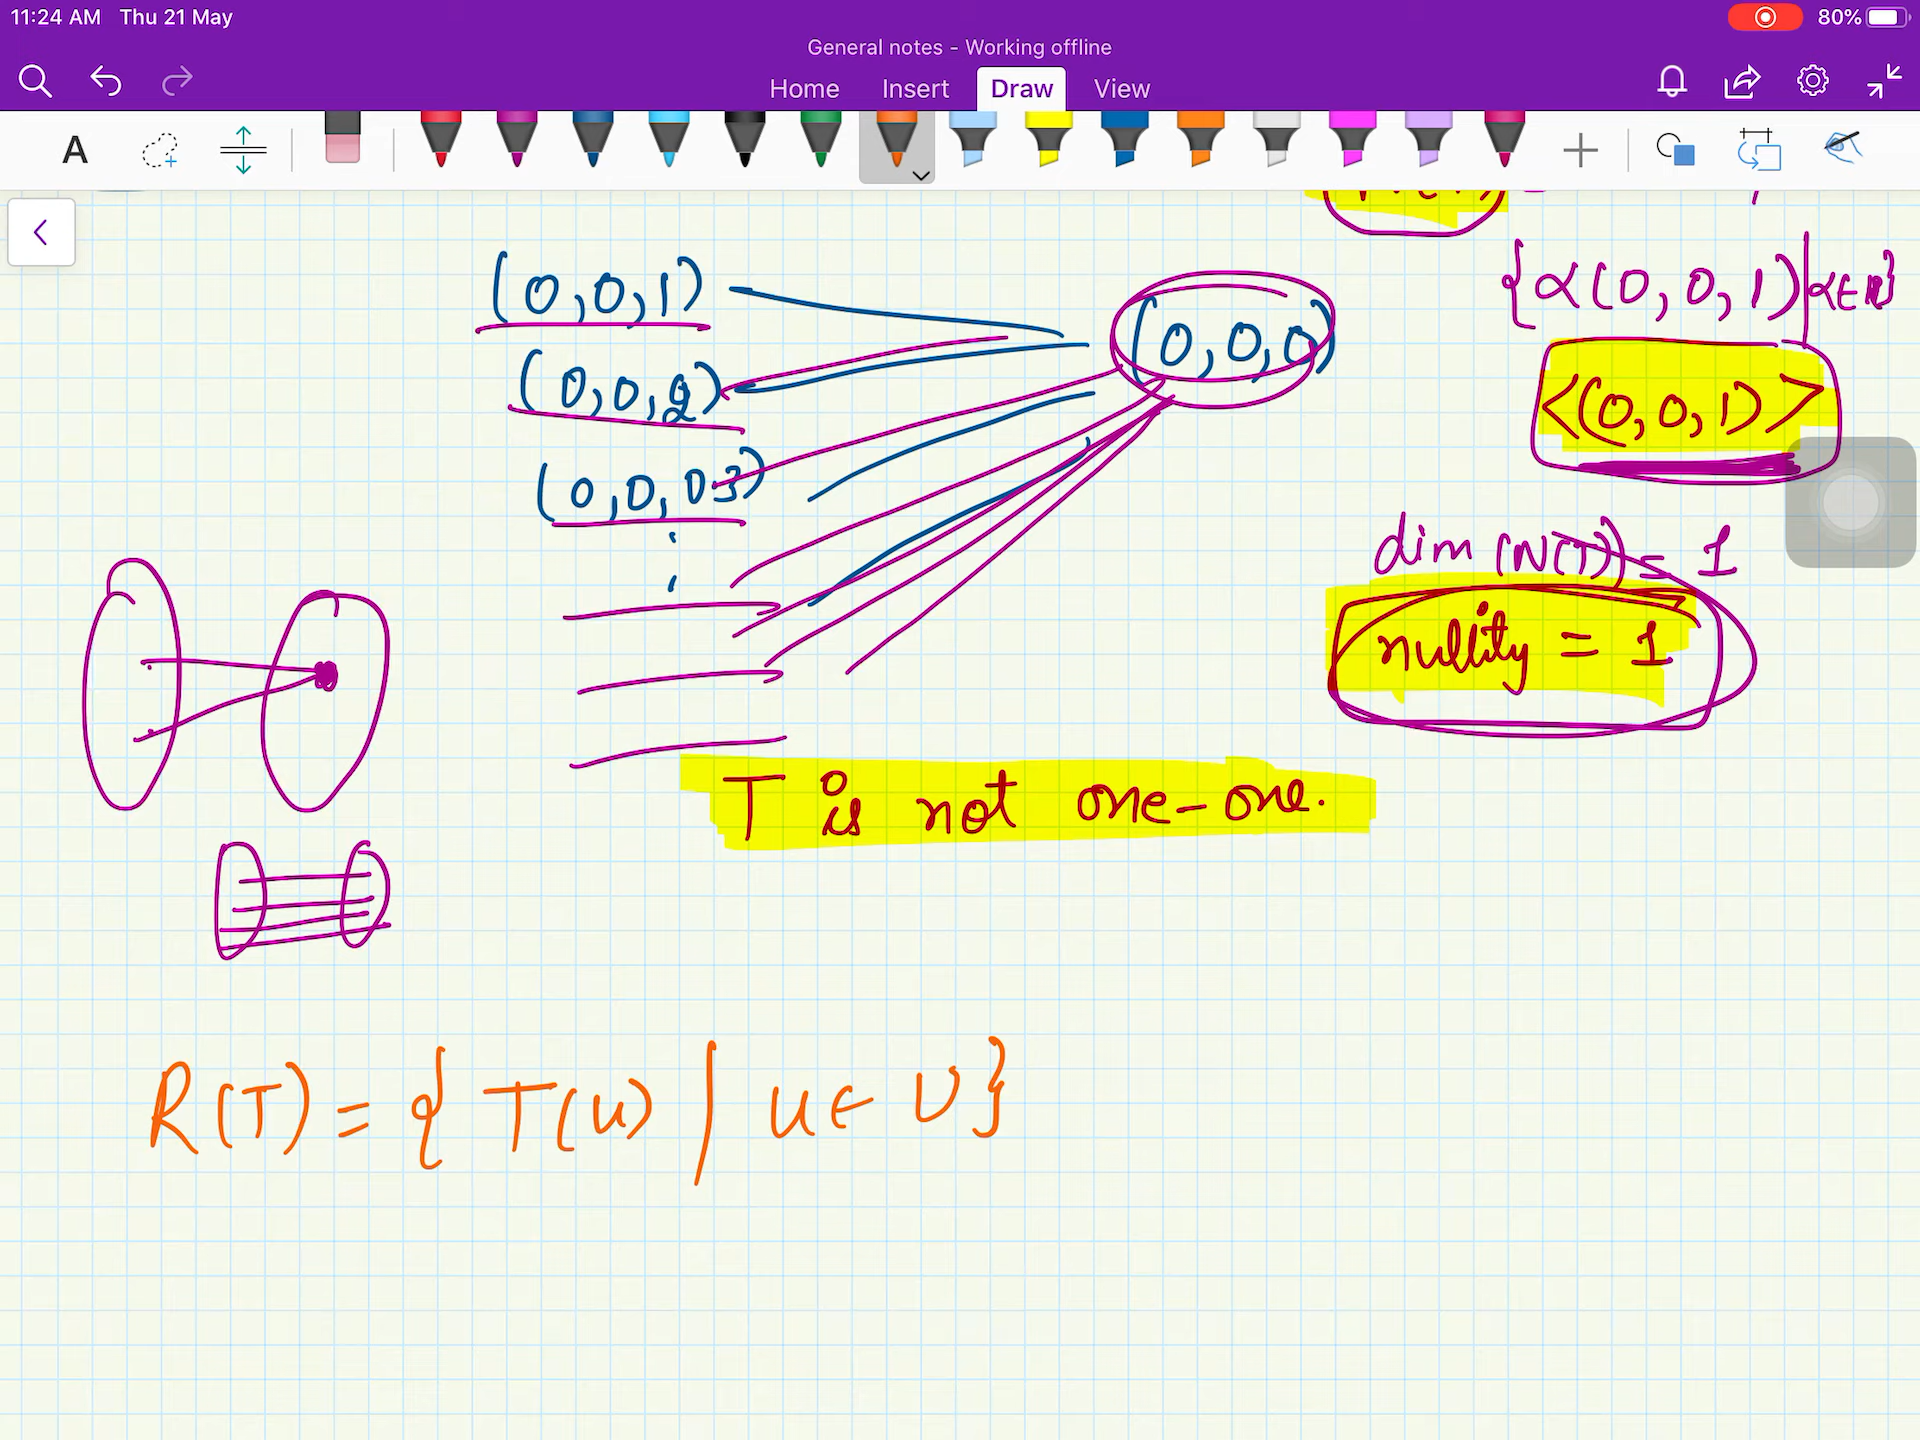 11:24 AM Thu 21 May
80%
General notes - Working offline
Home Insert Draw View
A
{α(0,0,1)|α∈R}
(0,0,1)
(0,0,0)
(0,0,2)
<(0,0,1)>
(0,0,03)
dim (N(T)) = 1
nullity = 1
T is not one-one.
R(T) = { T(u) | u ∈ U}